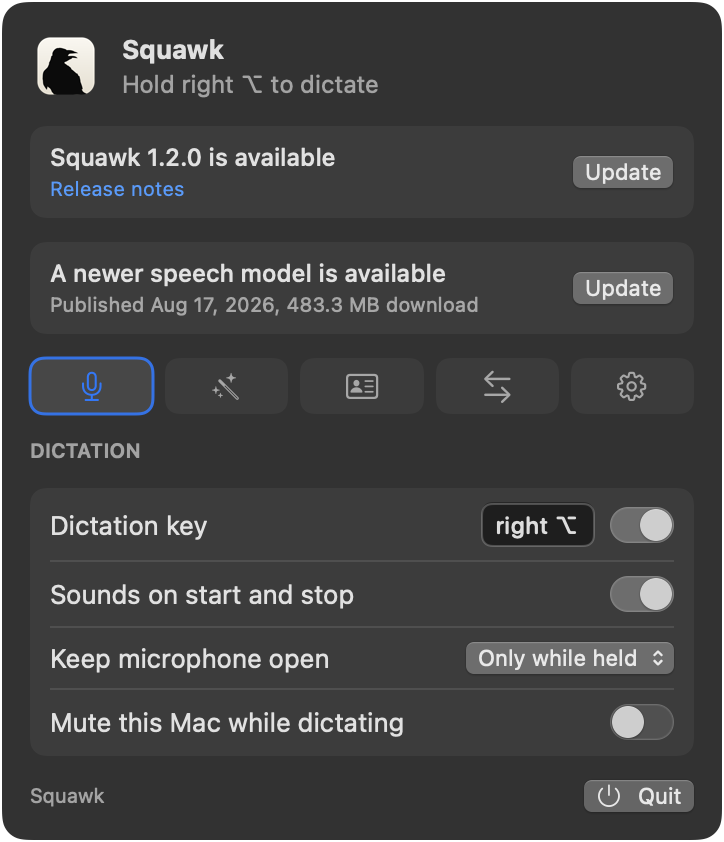 Squawk
Hold right ⌥ to dictate
Squawk 1.2.0 is available
Release notes
Update
A newer speech model is available
Published Aug 17, 2026, 483.3 MB download
Update
DICTATION
Dictation key
right ⌥
Sounds on start and stop
Keep microphone open
Only while held
Mute this Mac while dictating
Squawk
Quit